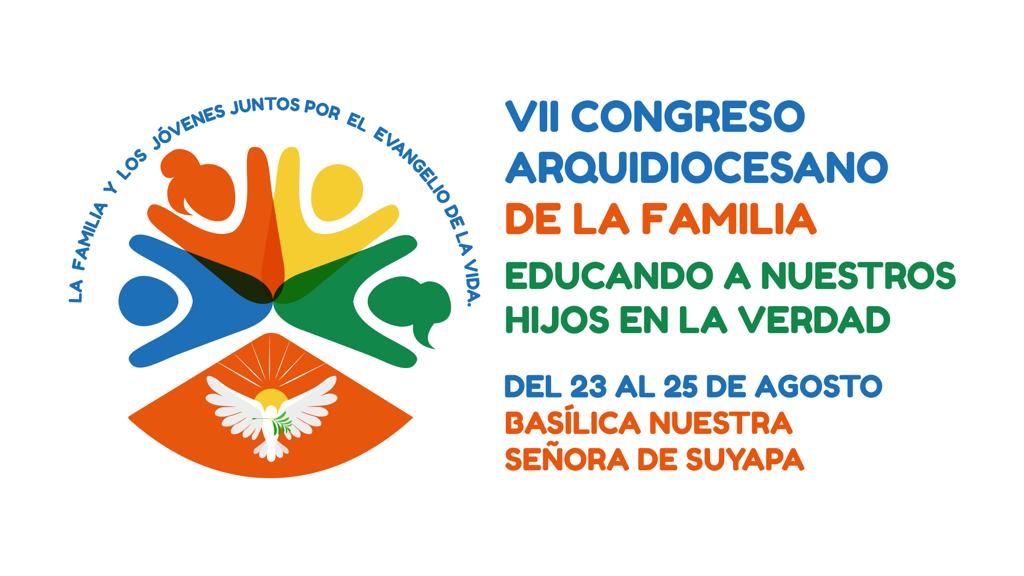 LA FAMILIA Y LOS JÓVENES JUNTOS POR EL EVANGELIO DE LA VIDA.
VII CONGRESO
ARQUIDIOCESANO
DE LA FAMILIA
EDUCANDO A NUESTROS
HIJOS EN LA VERDAD
DEL 23 AL 25 DE AGOSTO
BASÍLICA NUESTRA
SEÑORA DE SUYAPA